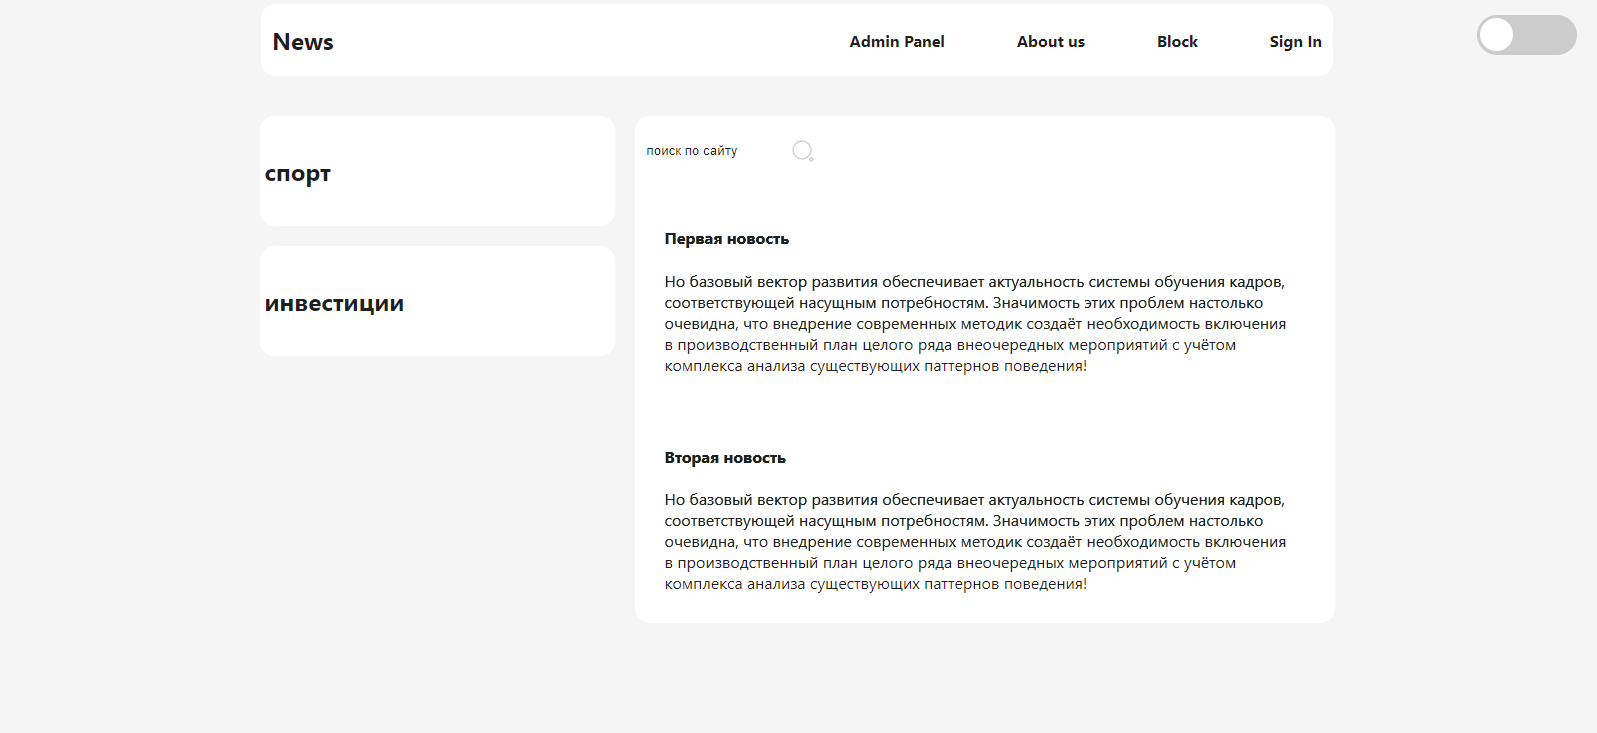 News
Admin Panel
About us
Block
Sign In
спорт
инвестиции
поиск по сайту
Первая новость
Но базовый вектор развития обеспечивает актуальность системы обучения кадров,
соответствующей насущным потребностям. Значимость этих проблем настолько
очевидна, что внедрение современных методик создаёт необходимость включения
в производственный план целого ряда внеочередных мероприятий с учётом
комплекса анализа существующих паттернов поведения!
Вторая новость
Но базовый вектор развития обеспечивает актуальность системы обучения кадров,
соответствующей насущным потребностям. Значимость этих проблем настолько
очевидна, что внедрение современных методик создаёт необходимость включения
в производственный план целого ряда внеочередных мероприятий с учётом
комплекса анализа существующих паттернов поведения!